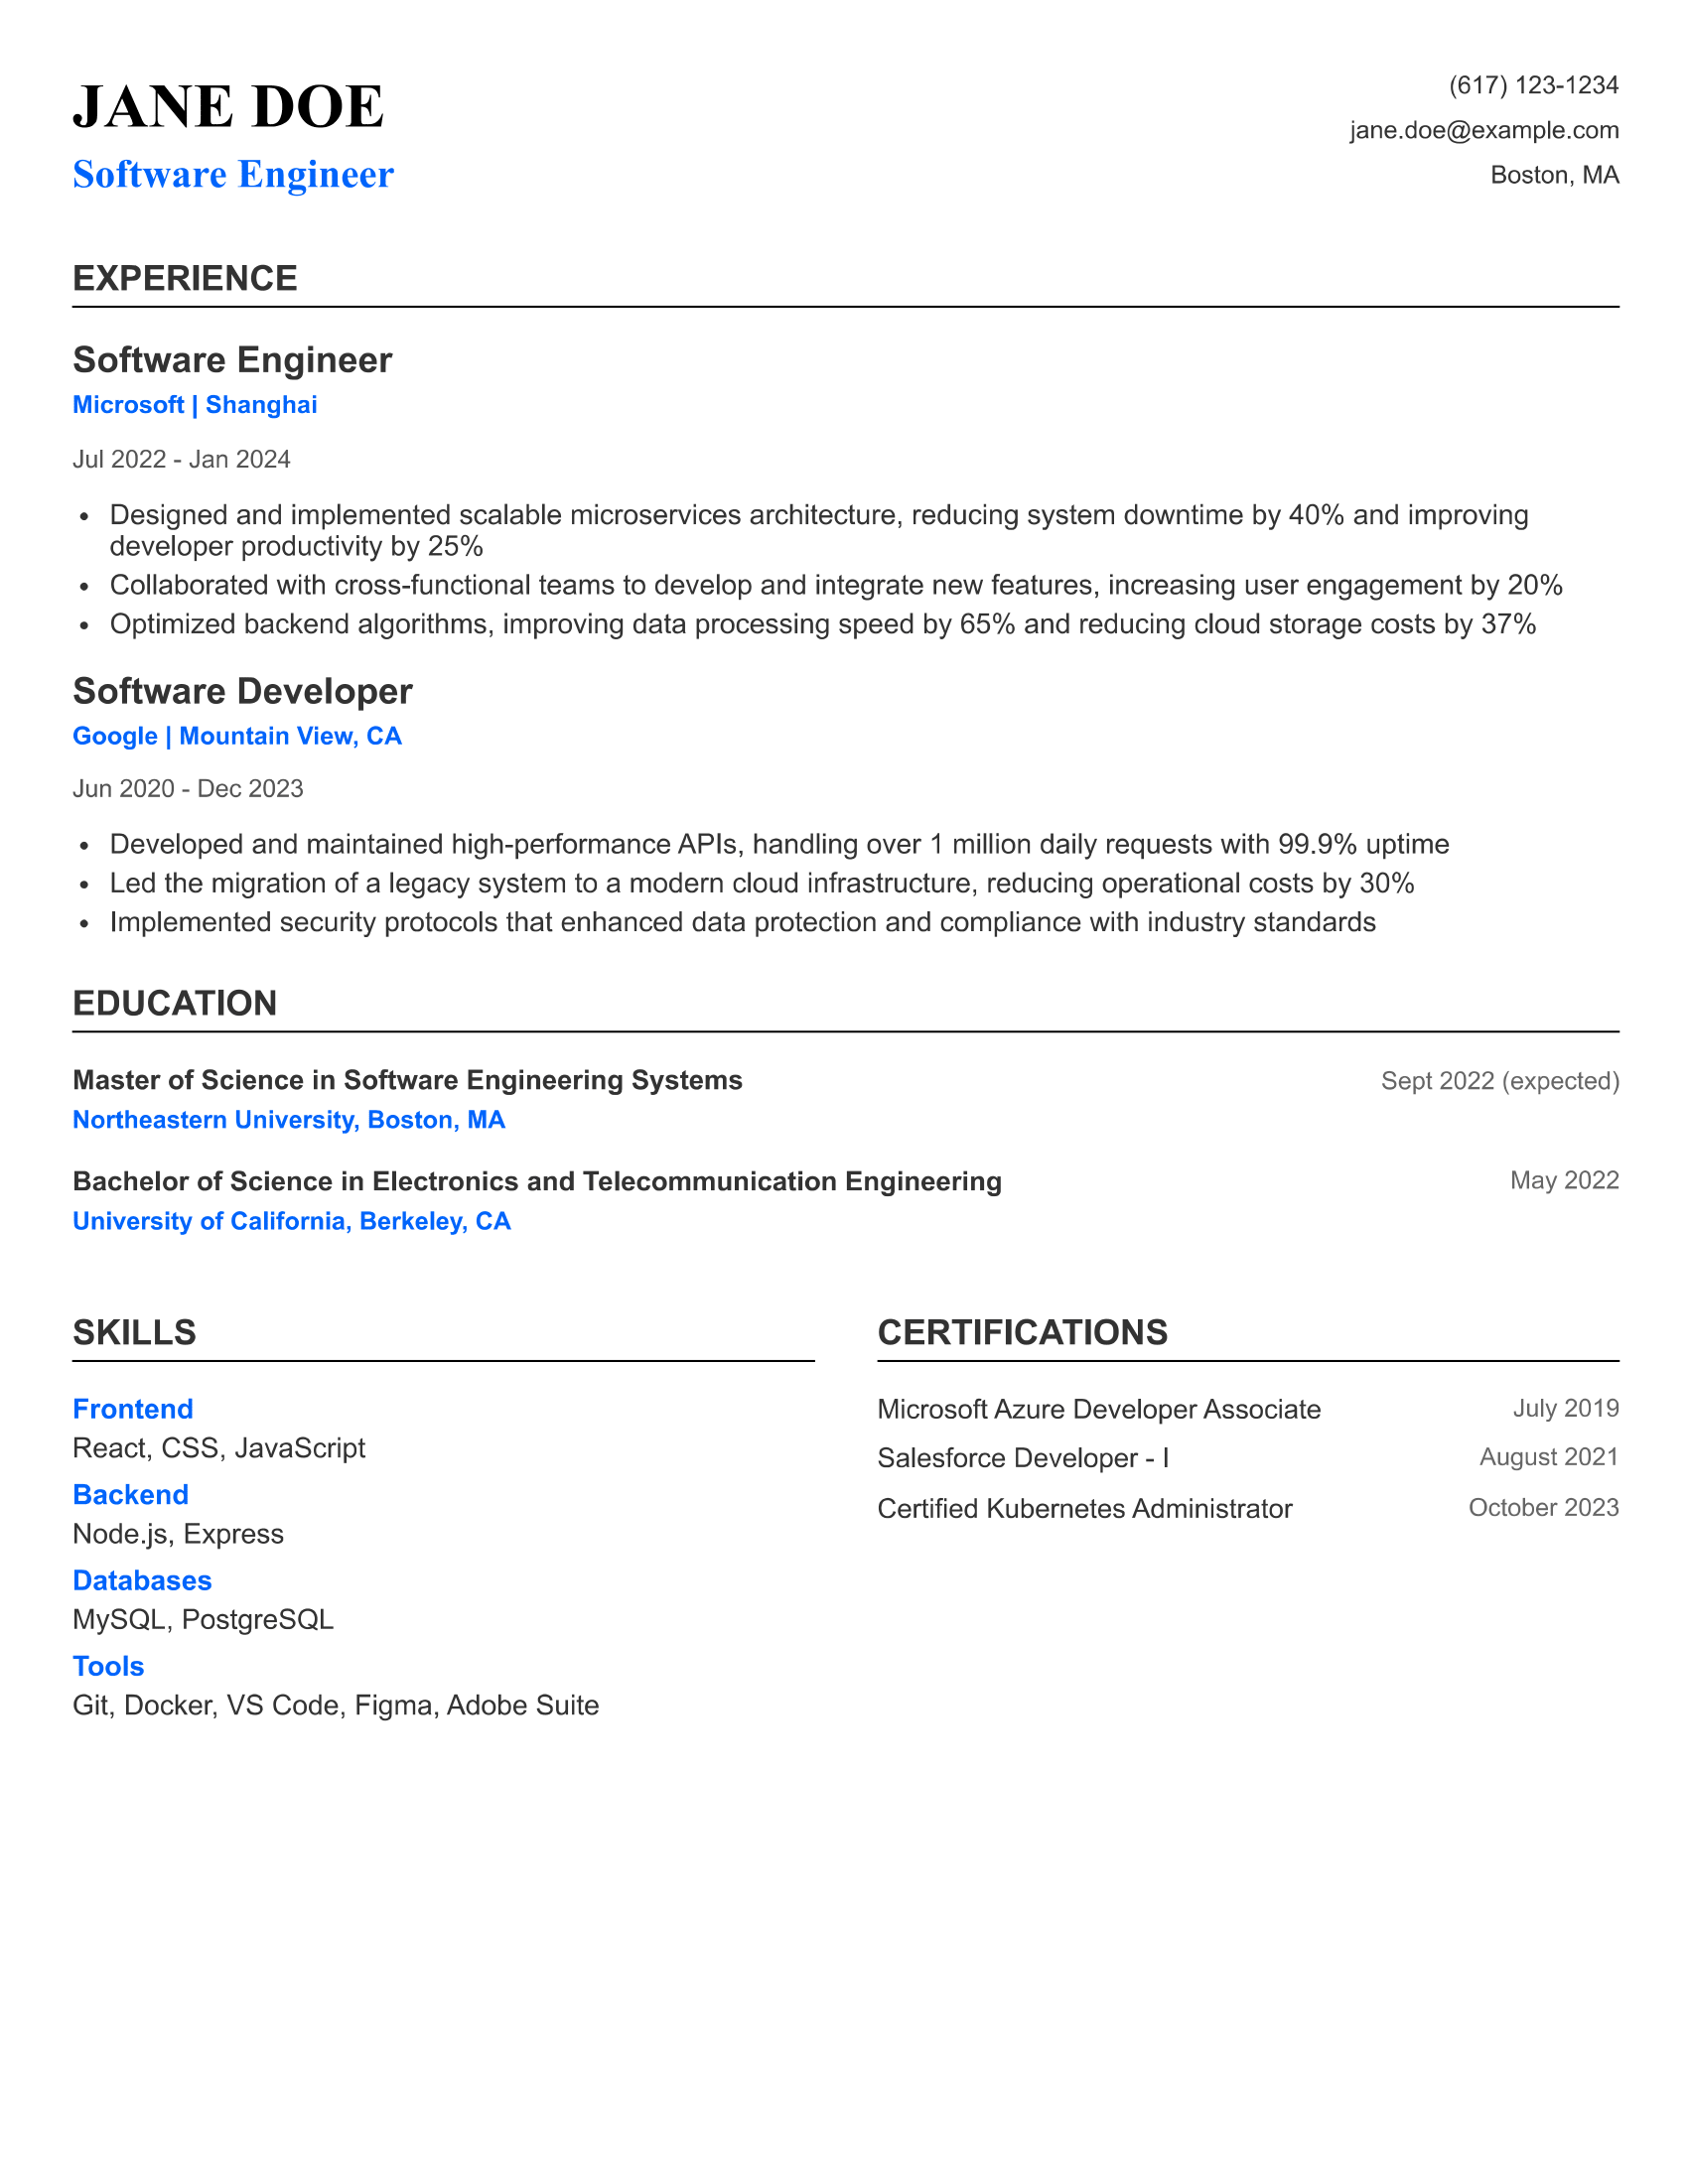 JANE DOE
Software Engineer
(617) 123-1234
jane.doe@example.com
Boston, MA
EXPERIENCE
Software Engineer
Microsoft | Shanghai
Jul 2022 - Jan 2024
• Designed and implemented scalable microservices architecture, reducing system downtime by 40% and improving
developer productivity by 25%
• Collaborated with cross-functional teams to develop and integrate new features, increasing user engagement by 20%
• Optimized backend algorithms, improving data processing speed by 65% and reducing cloud storage costs by 37%
Software Developer
Google | Mountain View, CA
Jun 2020 - Dec 2023
• Developed and maintained high-performance APIs, handling over 1 million daily requests with 99.9% uptime
• Led the migration of a legacy system to a modern cloud infrastructure, reducing operational costs by 30%
• Implemented security protocols that enhanced data protection and compliance with industry standards
EDUCATION
Master of Science in Software Engineering Systems Sept 2022 (expected)
Northeastern University, Boston, MA
Bachelor of Science in Electronics and Telecommunication Engineering May 2022
University of California, Berkeley, CA
SKILLS
Frontend
React, CSS, JavaScript
Backend
Node.js, Express
Databases
MySQL, PostgreSQL
Tools
Git, Docker, VS Code, Figma, Adobe Suite
CERTIFICATIONS
Microsoft Azure Developer Associate July 2019
Salesforce Developer - I August 2021
Certified Kubernetes Administrator October 2023